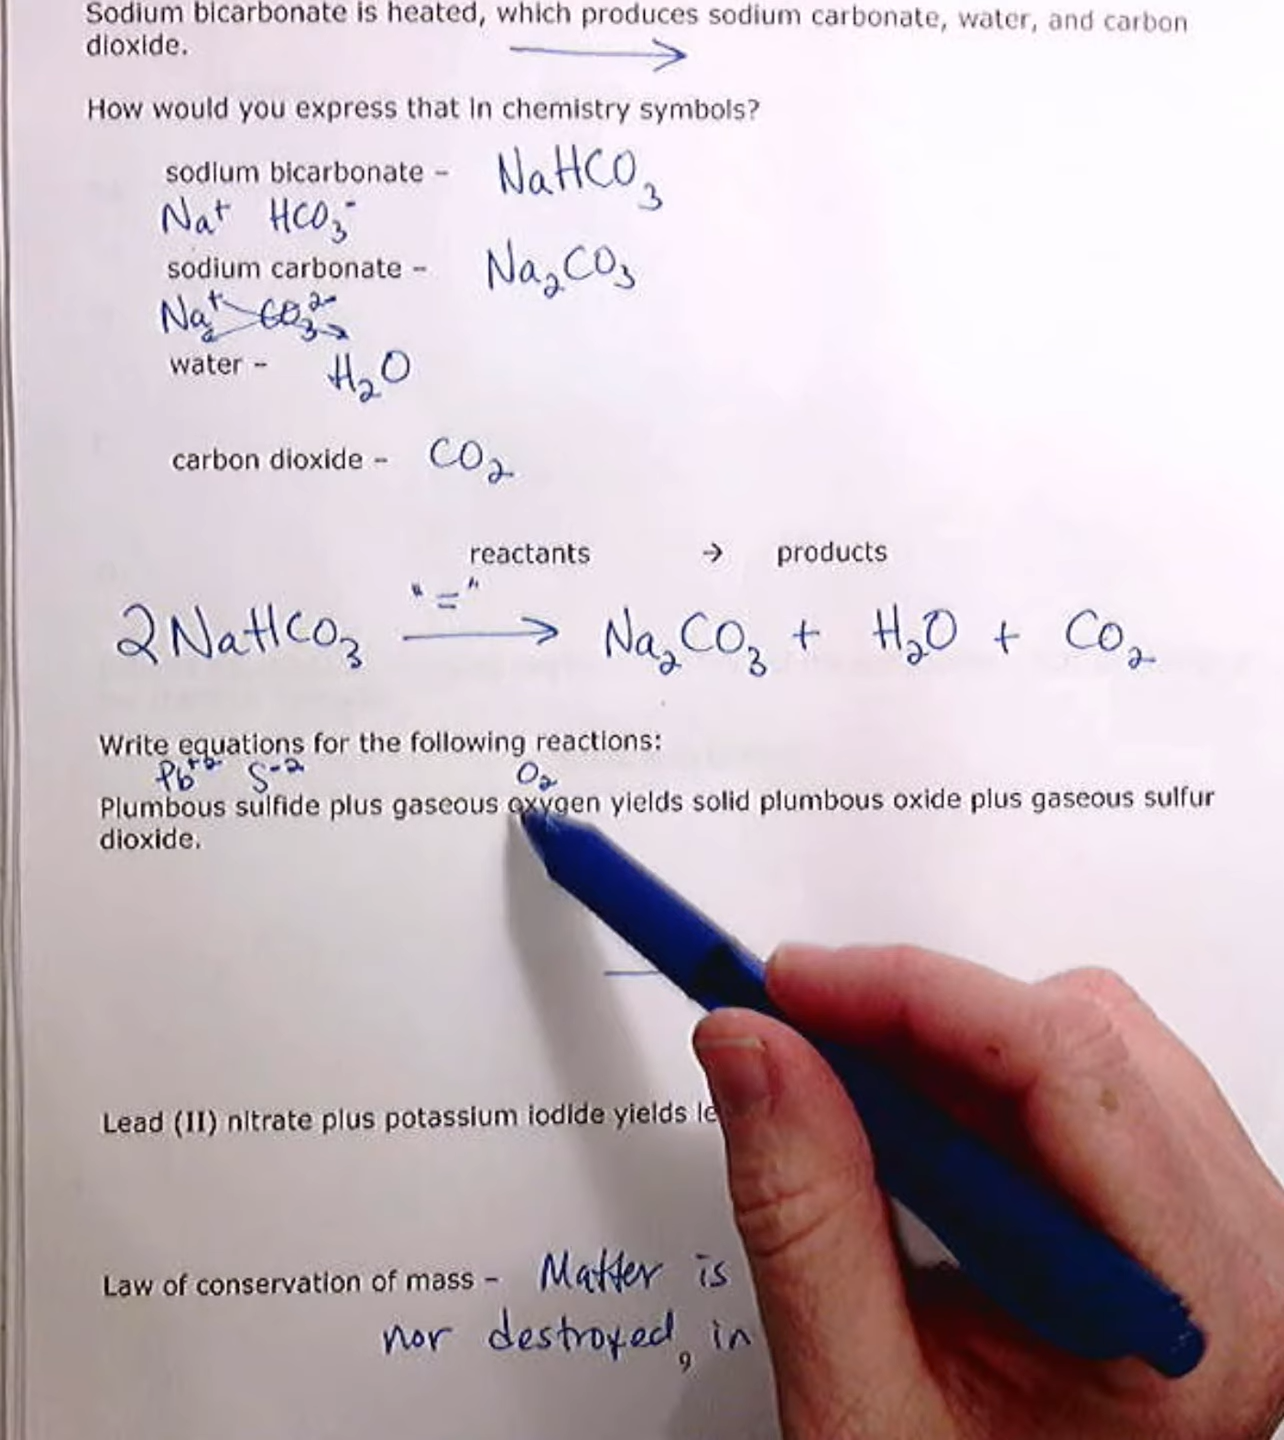 Sodium bicarbonate is heated, which produces sodium carbonate, water, and carbon
dioxide.
How would you express that in chemistry symbols?
sodium bicarbonate – NaHCO₃
Na⁺ HCO₃⁻
sodium carbonate – Na₂CO₃
Na₂⁺ CO₃²⁻
water – H₂O
carbon dioxide – CO₂
reactants → products
"="
2NaHCO₃ → Na₂CO₃ + H₂O + CO₂
Write equations for the following reactions:
Pb⁺² S⁻² O₂
Plumbous sulfide plus gaseous oxygen yields solid plumbous oxide plus gaseous sulfur
dioxide.
Lead (II) nitrate plus potassium iodide yields
Law of conservation of mass – Matter is
nor destroyed, in
9